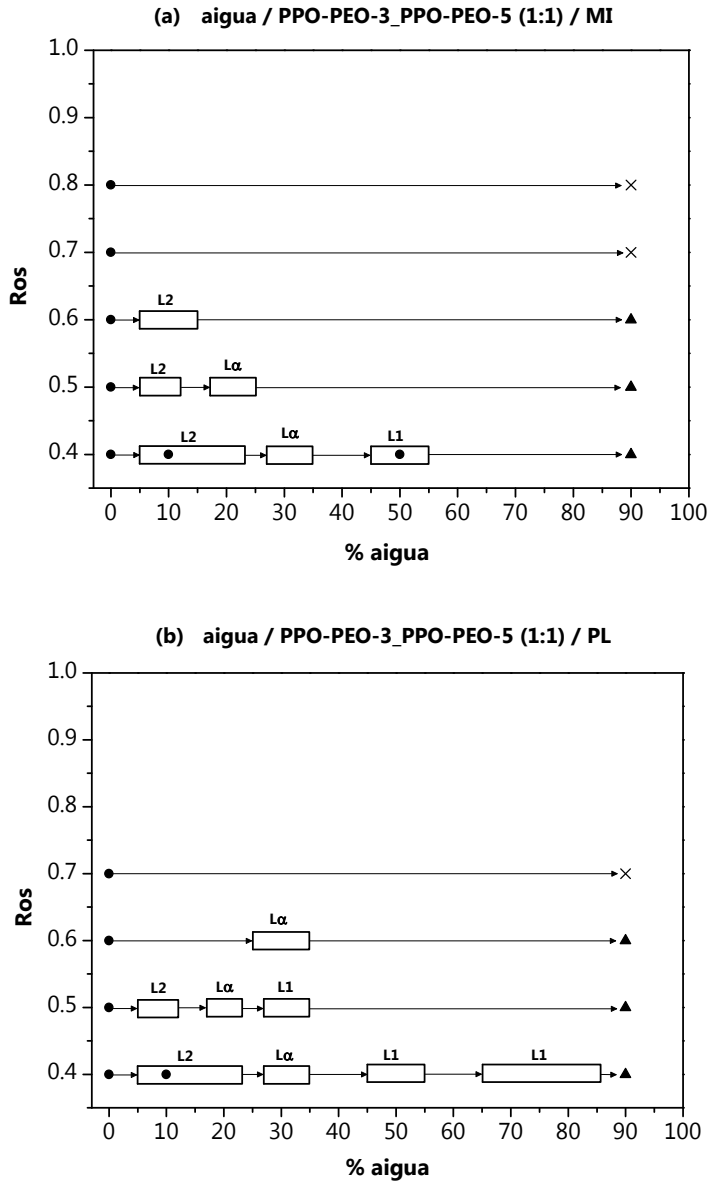 (a) aigua / PPO-PEO-3_PPO-PEO-5 (1:1) / MI
1.0
0.9
0.8
0.7
L2
0.6
L2 Lα
0.5
L2 Lα L1
0.4
Ros
0 10 20 30 40 50 60 70 80 90 100
% aigua
(b) aigua / PPO-PEO-3_PPO-PEO-5 (1:1) / PL
1.0
0.9
0.8
0.7
Lα
0.6
L2 Lα L1
0.5
L2 Lα L1 L1
0.4
Ros
0 10 20 30 40 50 60 70 80 90 100
% aigua